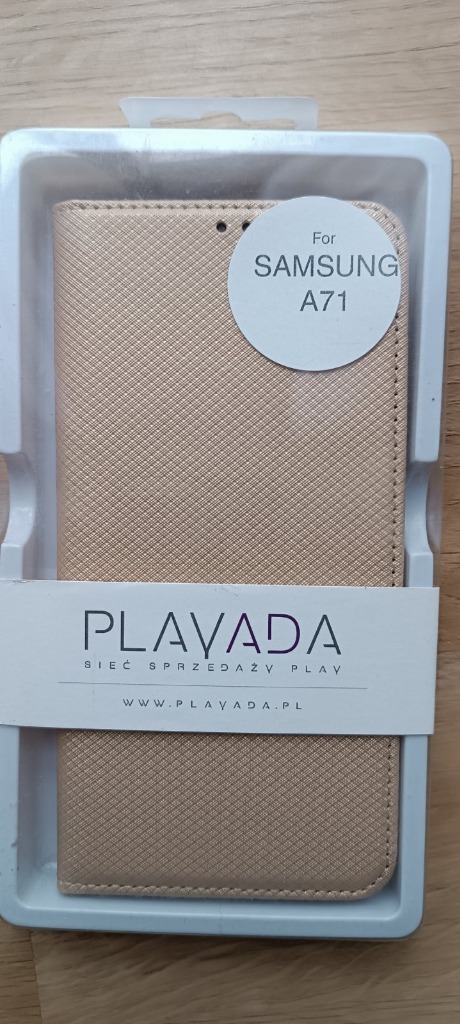 For
SAMSUNG
A71
PLAYADA
SIEĆ SPRZEDAŻY PLAY
WWW.PLAYADA.PL